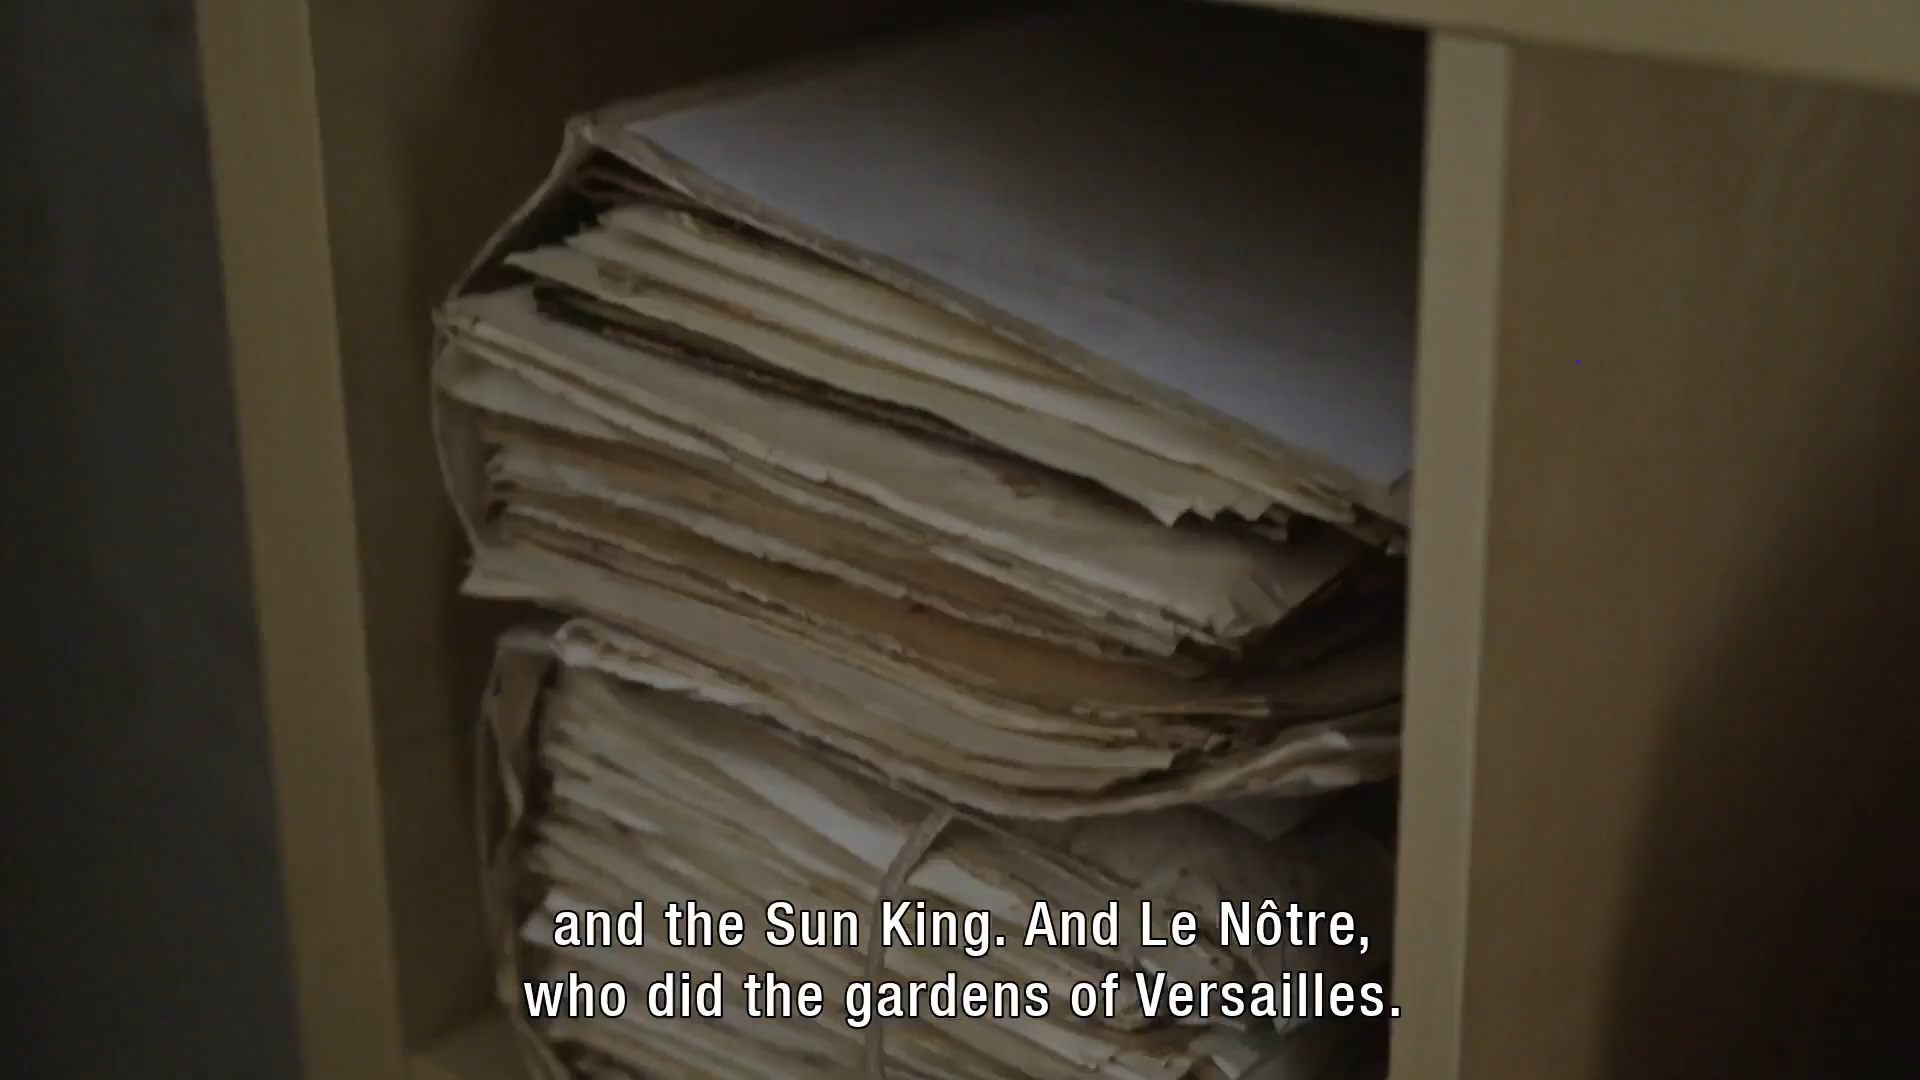 and the Sun King. And Le Nôtre,
who did the gardens of Versailles.